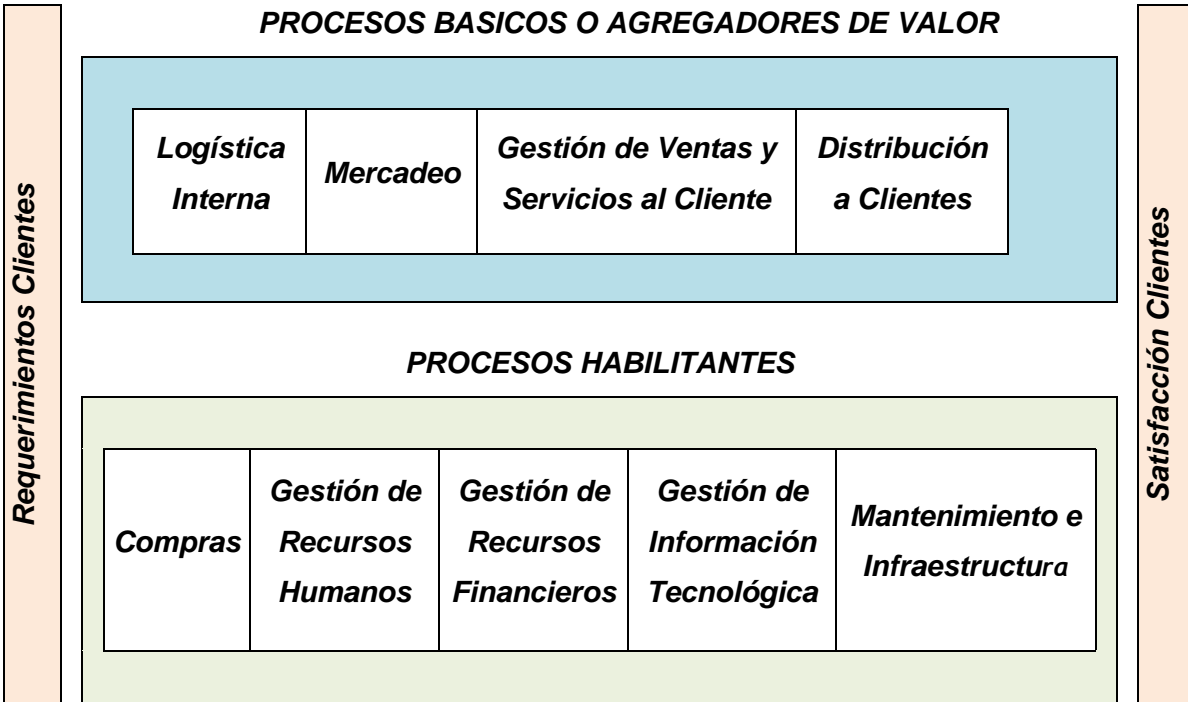 PROCESOS BASICOS O AGREGADORES DE VALOR
Requerimientos Clientes
Logística
Interna
Mercadeo
Gestión de Ventas y
Servicios al Cliente
Distribución
a Clientes
PROCESOS HABILITANTES
Compras
Gestión de
Recursos
Humanos
Gestión de
Recursos
Financieros
Gestión de
Información
Tecnológica
Mantenimiento e
Infraestructura
Satisfacción Clientes